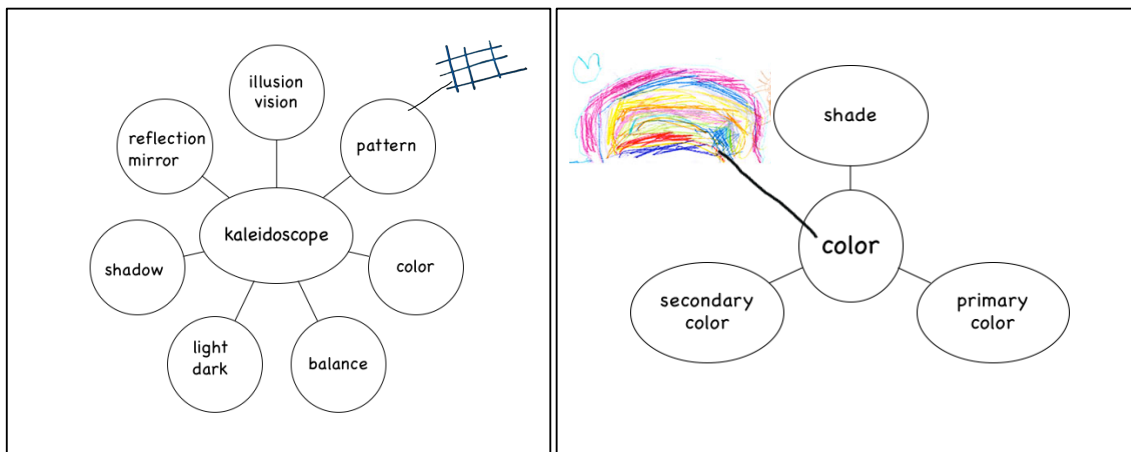 illusion
vision
reflection
mirror
pattern
kaleidoscope
shadow
color
light
dark
balance
shade
color
secondary
color
primary
color